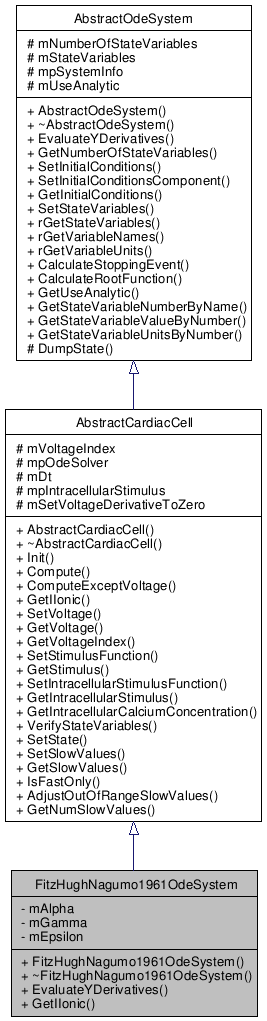 AbstractOdeSystem
# mNumberOfStateVariables
# mStateVariables
# mpSystemInfo
# mUseAnalytic
+ AbstractOdeSystem()
+ ~AbstractOdeSystem()
+ EvaluateYDerivatives()
+ GetNumberOfStateVariables()
+ SetInitialConditions()
+ SetInitialConditionsComponent()
+ GetInitialConditions()
+ SetStateVariables()
+ rGetStateVariables()
+ rGetVariableNames()
+ rGetVariableUnits()
+ CalculateStoppingEvent()
+ CalculateRootFunction()
+ GetUseAnalytic()
+ GetStateVariableNumberByName()
+ GetStateVariableValueByNumber()
+ GetStateVariableUnitsByNumber()
# DumpState()
AbstractCardiacCell
# mVoltageIndex
# mpOdeSolver
# mDt
# mpIntracellularStimulus
# mSetVoltageDerivativeToZero
+ AbstractCardiacCell()
+ ~AbstractCardiacCell()
+ Init()
+ Compute()
+ ComputeExceptVoltage()
+ GetIIonic()
+ SetVoltage()
+ GetVoltage()
+ GetVoltageIndex()
+ SetStimulusFunction()
+ GetStimulus()
+ SetIntracellularStimulusFunction()
+ GetIntracellularStimulus()
+ GetIntracellularCalciumConcentration()
+ VerifyStateVariables()
+ SetState()
+ SetSlowValues()
+ GetSlowValues()
+ IsFastOnly()
+ AdjustOutOfRangeSlowValues()
+ GetNumSlowValues()
FitzHughNagumo1961OdeSystem
- mAlpha
- mGamma
- mEpsilon
+ FitzHughNagumo1961OdeSystem()
+ ~FitzHughNagumo1961OdeSystem()
+ EvaluateYDerivatives()
+ GetIIonic()